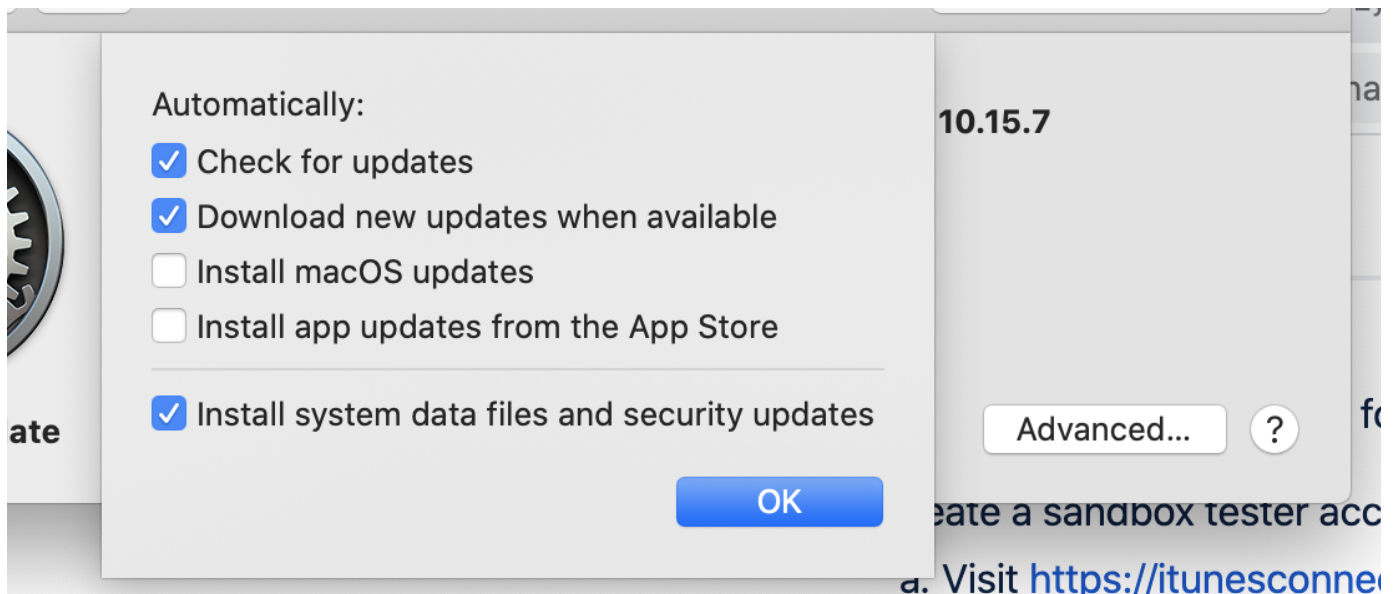 Automatically:
10.15.7
Check for updates
Download new updates when available
Install macOS updates
Install app updates from the App Store
Install system data files and security updates
ate
Advanced...
?
OK
eate a sandbox tester acc
a. Visit https://itunesconne